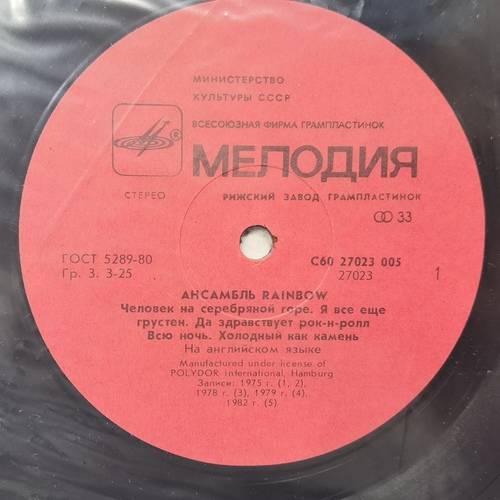 МИНИСТЕРСТВО
КУЛЬТУРЫ СССР
ВСЕСОЮЗНАЯ ФИРМА ГРАМПЛАСТИНОК
® МЕЛОДИЯ
СТЕРЕО
РИЖСКИЙ ЗАВОД ГРАМПЛАСТИНОК
33
ГОСТ 5289-80
Гр. 3. 3-25
С60 27023 005
27023
1
АНСАМБЛЬ RAINBOW
Человек на серебряной горе. Я все еще
грустен. Да здравствует рок-н-ролл
Всю ночь. Холодный как камень
На английском языке
Manufactured under license of
POLYDOR International, Hamburg
Записи: 1975 г. (1, 2),
1978 г. (3), 1979 г. (4),
1982 г. (5)